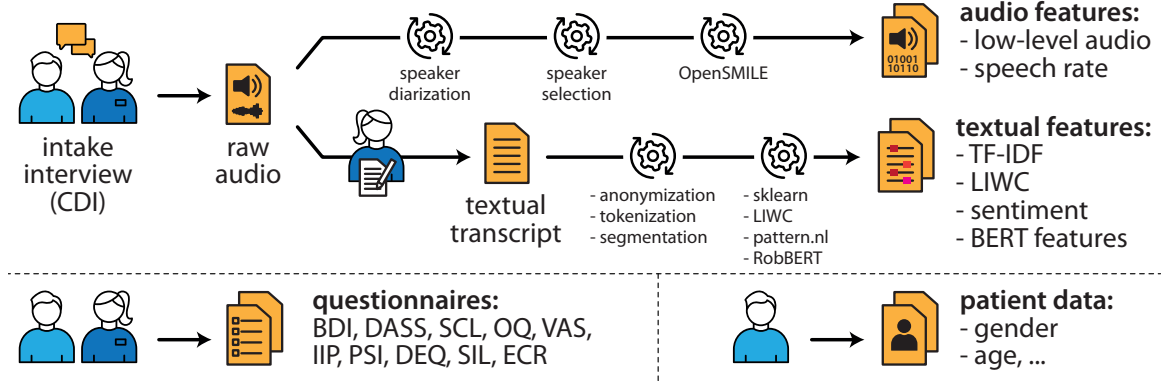 intake
interview
(CDI)
raw
audio
speaker
diarization
speaker
selection
OpenSMILE
01001
10110
audio features:
- low-level audio
- speech rate
textual
transcript
- anonymization
- tokenization
- segmentation
- sklearn
- LIWC
- pattern.nl
- RobBERT
textual features:
- TF-IDF
- LIWC
- sentiment
- BERT features
questionnaires:
BDI, DASS, SCL, OQ, VAS,
IIP, PSI, DEQ, SIL, ECR
patient data:
- gender
- age, ...